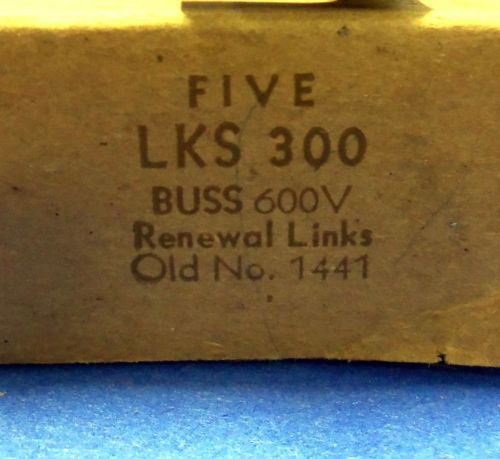 FIVE
LKS 300
BUSS 600V
Renewal Links
Old No. 1441